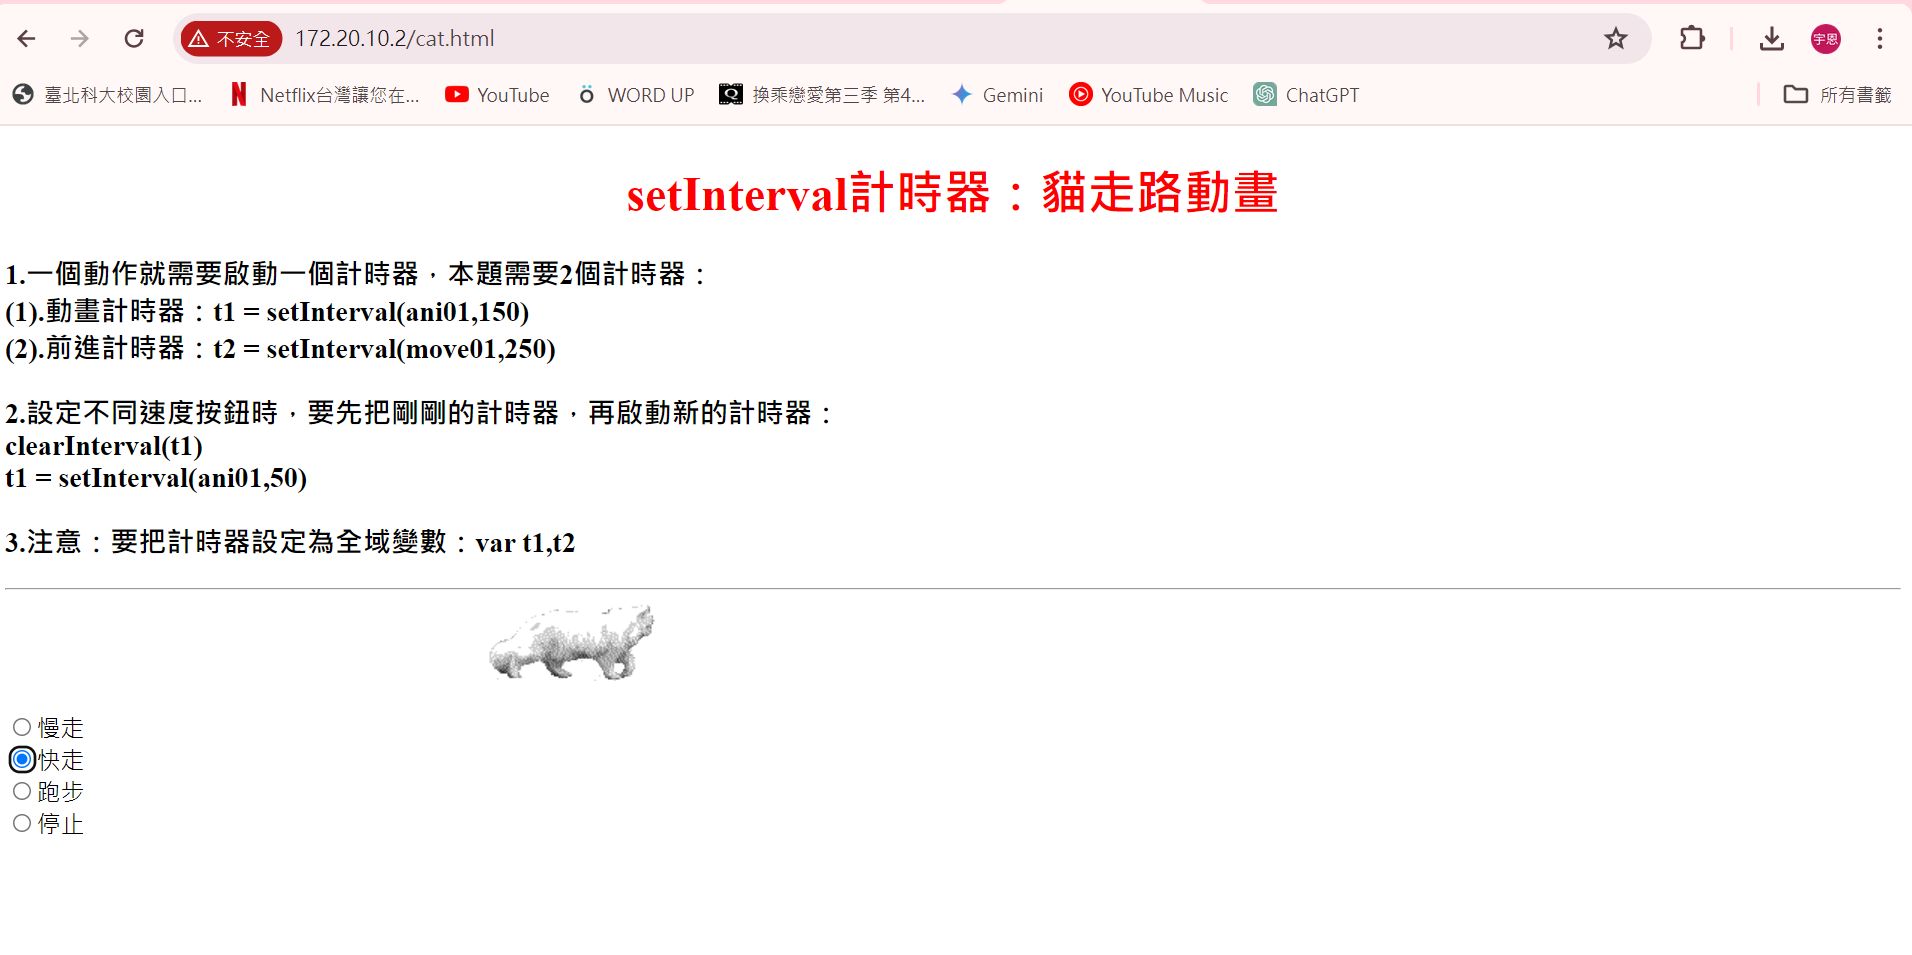 不安全
172.20.10.2/cat.html
宇恩
臺北科大校園入口...
Netflix台灣讓您在...
YouTube
WORD UP
換乘戀愛第三季 第4...
Gemini
YouTube Music
ChatGPT
所有書籤
setInterval計時器：貓走路動畫
1.一個動作就需要啟動一個計時器，本題需要2個計時器：
(1).動畫計時器：t1 = setInterval(ani01,150)
(2).前進計時器：t2 = setInterval(move01,250)
2.設定不同速度按鈕時，要先把剛剛的計時器，再啟動新的計時器：
clearInterval(t1)
t1 = setInterval(ani01,50)
3.注意：要把計時器設定為全域變數：var t1,t2
慢走
快走
跑步
停止